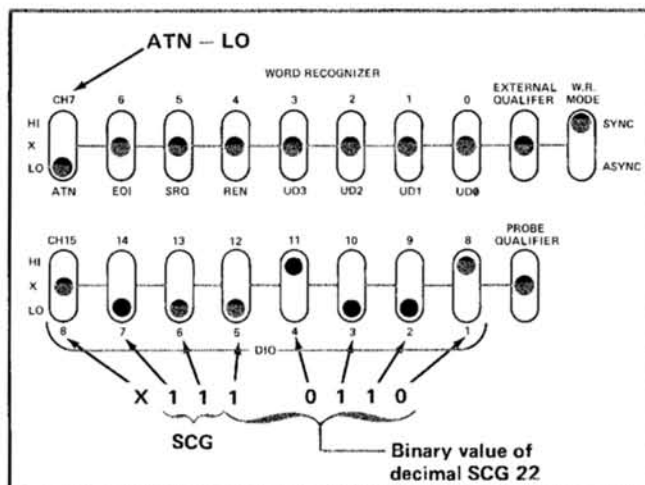 ATN – LO
WORD RECOGNIZER
CH7 6 5 4 3 2 1 0 EXTERNAL QUALIFER W.R. MODE
HI
X
LO
SYNC
ASYNC
ATN EOI SRQ REN UD3 UD2 UD1 UD0
CH15 14 13 12 11 10 9 8 PROBE QUALIFIER
HI
X
LO
8 7 6 5 4 3 2 1
DIO
X 1 1 1 0 1 1 0
SCG
Binary value of
decimal SCG 22